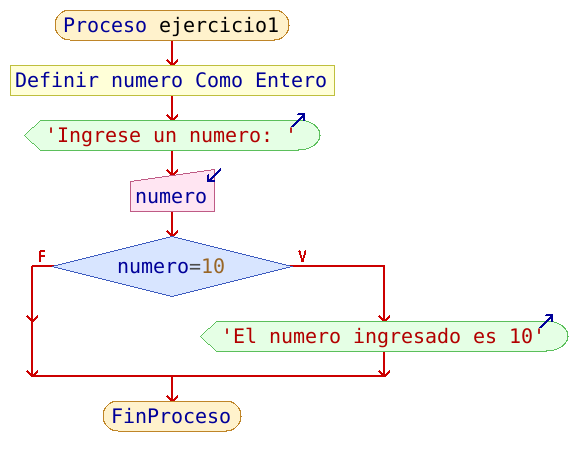 Proceso ejercicio1
Definir numero Como Entero
'Ingrese un numero: '
numero
F
numero=10
V
'El numero ingresado es 10'
FinProceso